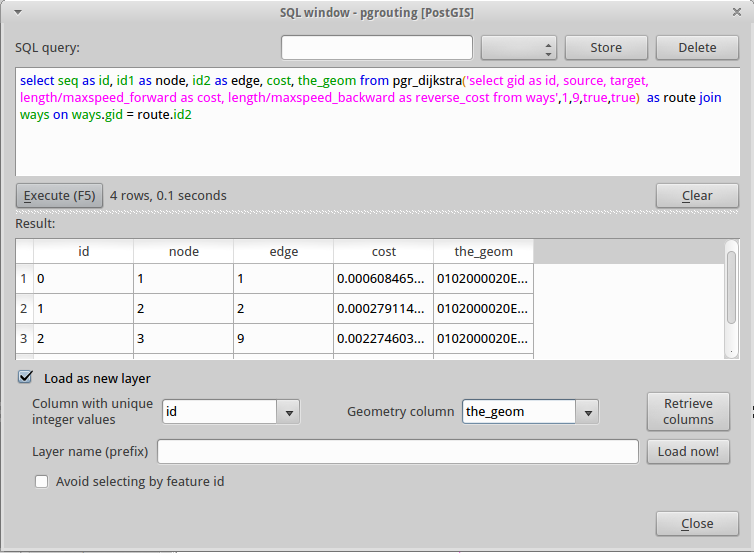 SQL window - pgrouting [PostGIS]
SQL query:
Store
Delete
select seq as id, id1 as node, id2 as edge, cost, the_geom from pgr_dijkstra('select gid as id, source, target,
length/maxspeed_forward as cost, length/maxspeed_backward as reverse_cost from ways',1,9,true,true)  as route join
ways on ways.gid = route.id2
Execute (F5)
4 rows, 0.1 seconds
Clear
Result:
id node edge cost the_geom
1 0 1 1 0.000608465... 0102000020E...
2 1 2 2 0.000279114... 0102000020E...
3 2 3 9 0.002274603... 0102000020E...
Load as new layer
Column with unique
integer values
id
Geometry column
the_geom
Retrieve
columns
Layer name (prefix)
Load now!
Avoid selecting by feature id
Close